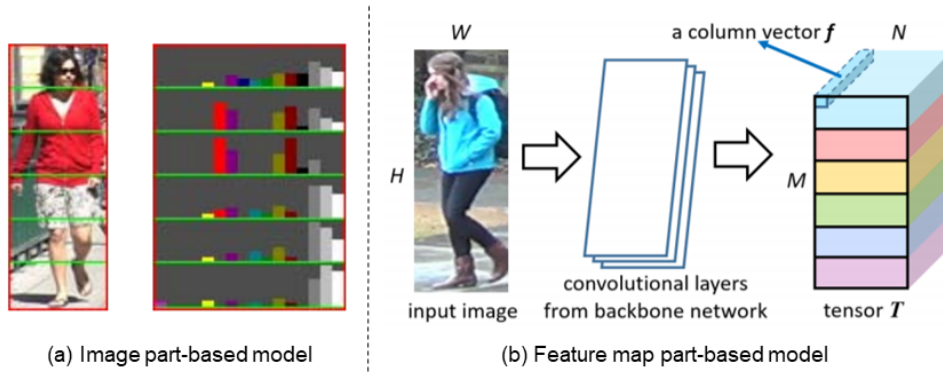 W
a column vector f
N
H
M
convolutional layers
input image
from backbone network
tensor T
(a) Image part-based model
(b) Feature map part-based model